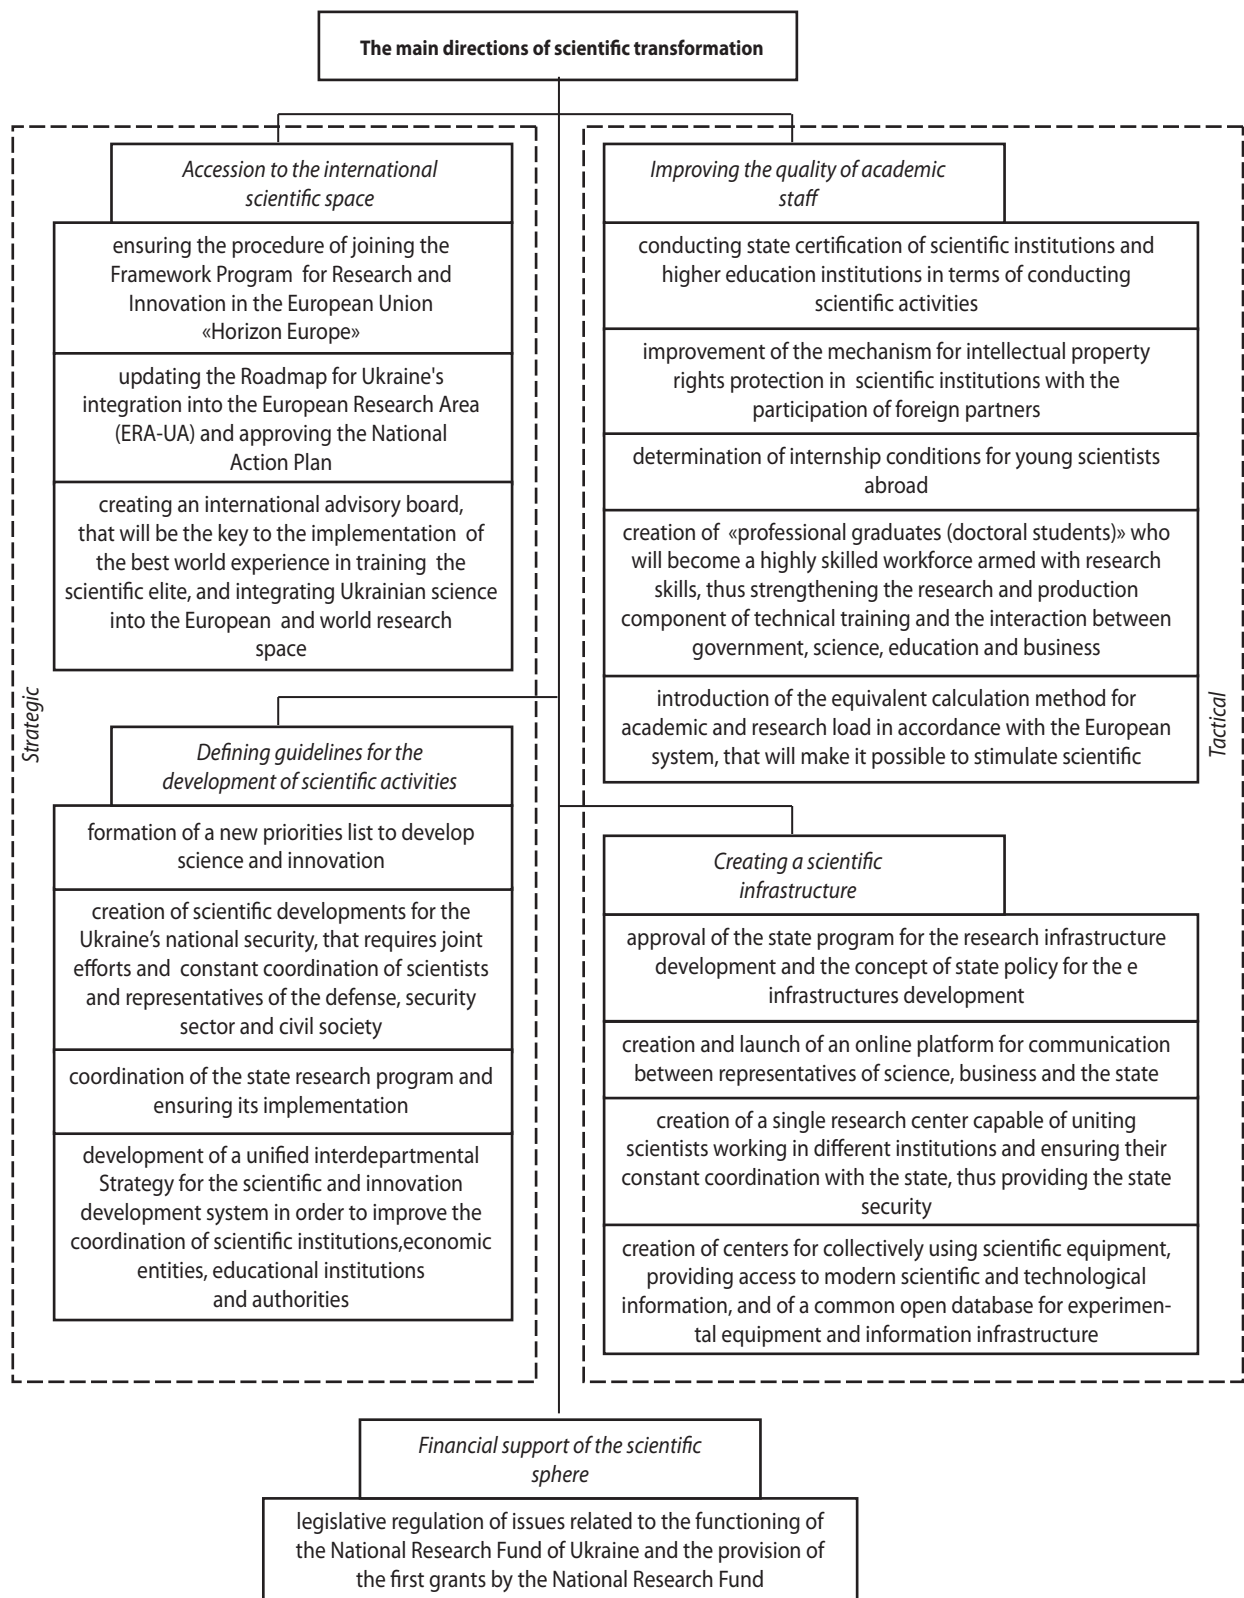 The main directions of scientific transformation
Strategic
Accession to the international
scientific space
ensuring the procedure of joining the
Framework Program for Research and
Innovation in the European Union
«Horizon Europe»
updating the Roadmap for Ukraine's
integration into the European Research Area
(ERA-UA) and approving the National
Action Plan
creating an international advisory board,
that will be the key to the implementation of
the best world experience in training the
scientific elite, and integrating Ukrainian science
into the European and world research
space
Defining guidelines for the
development of scientific activities
formation of a new priorities list to develop
science and innovation
creation of scientific developments for the
Ukraine’s national security, that requires joint
efforts and constant coordination of scientists
and representatives of the defense, security
sector and civil society
coordination of the state research program and
ensuring its implementation
development of a unified interdepartmental
Strategy for the scientific and innovation
development system in order to improve the
coordination of scientific institutions,economic
entities, educational institutions
and authorities
Tactical
Improving the quality of academic
staff
conducting state certification of scientific institutions and
higher education institutions in terms of conducting
scientific activities
improvement of the mechanism for intellectual property
rights protection in scientific institutions with the
participation of foreign partners
determination of internship conditions for young scientists
abroad
creation of «professional graduates (doctoral students)» who
will become a highly skilled workforce armed with research
skills, thus strengthening the research and production
component of technical training and the interaction between
government, science, education and business
introduction of the equivalent calculation method for
academic and research load in accordance with the European
system, that will make it possible to stimulate scientific
Creating a scientific
infrastructure
approval of the state program for the research infrastructure
development and the concept of state policy for the e
infrastructures development
creation and launch of an online platform for communication
between representatives of science, business and the state
creation of a single research center capable of uniting
scientists working in different institutions and ensuring their
constant coordination with the state, thus providing the state
security
creation of centers for collectively using scientific equipment,
providing access to modern scientific and technological
information, and of a common open database for experimen-
tal equipment and information infrastructure
Financial support of the scientific
sphere
legislative regulation of issues related to the functioning of
the National Research Fund of Ukraine and the provision of
the first grants by the National Research Fund